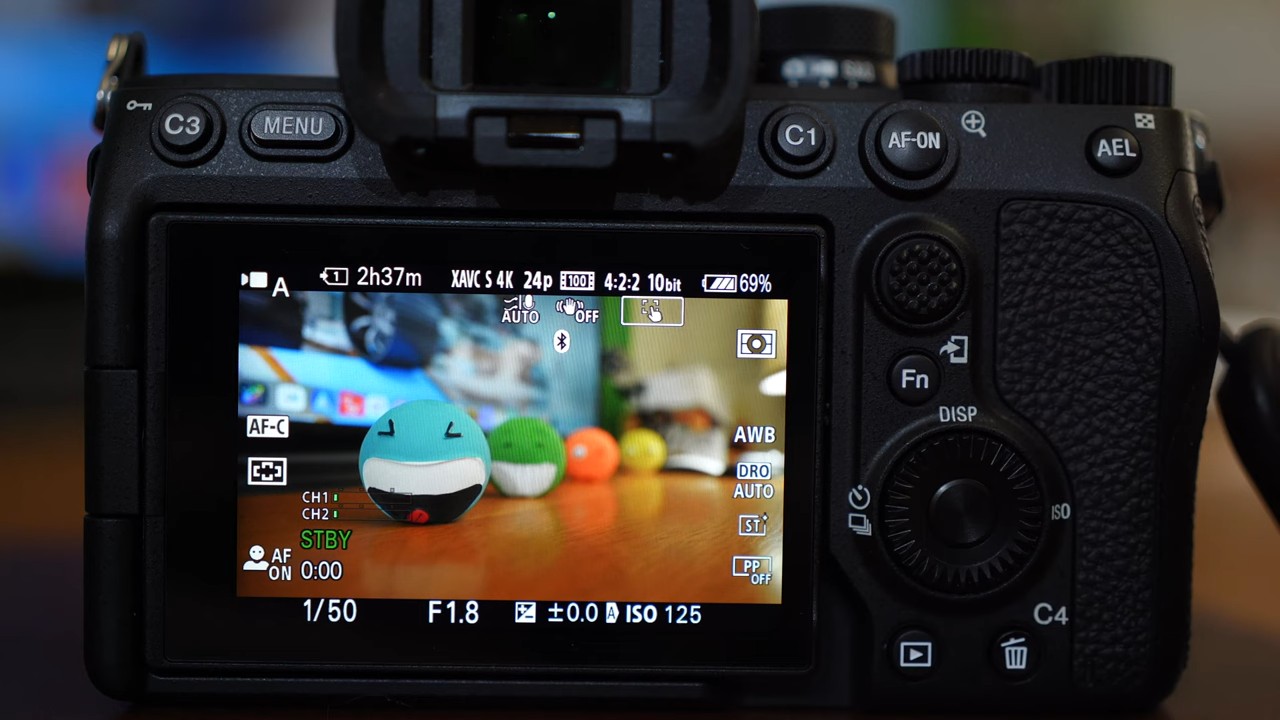 C3 MENU C1 AF-ON AEL
A 1 2h37m XAVC S 4K 24p 100 4:2:2 10bit 69%
AUTO OFF
AF-C
AWB
DRO
AUTO
CH1
CH2
STBY
ST
AF
ON
0:00
PP
OFF
1/50 F1.8 ±0.0 A ISO 125
Fn
DISP
ISO
C4